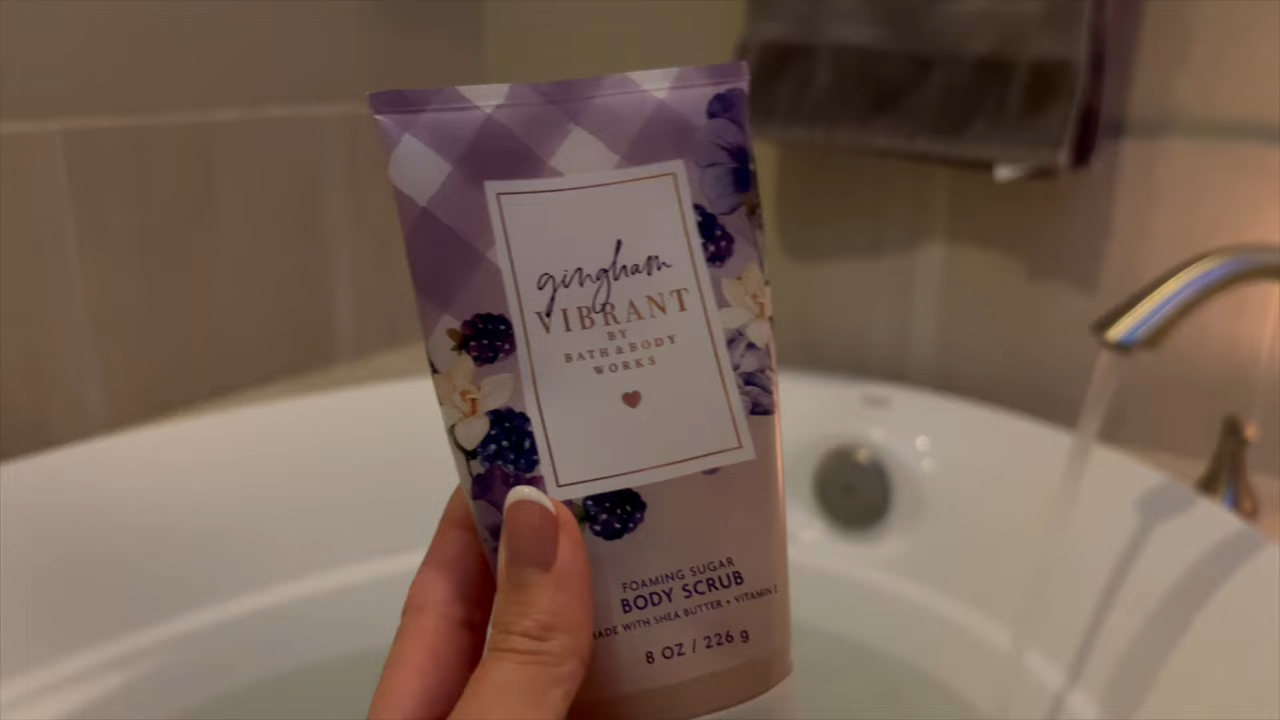 gingham
VIBRANT
BY
BATH & BODY
WORKS
FOAMING SUGAR
BODY SCRUB
MADE WITH SHEA BUTTER + VITAMIN E
8 OZ / 226 g